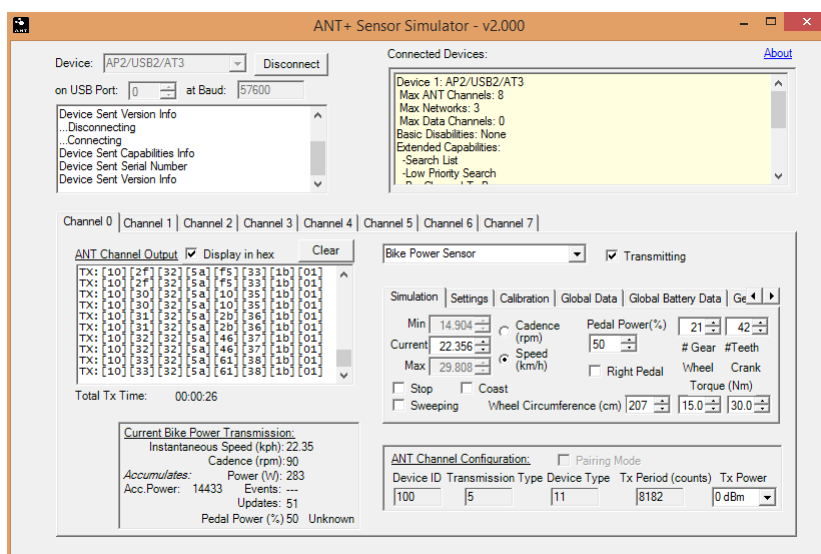 ANT
ANT+ Sensor Simulator - v2.000
Device: AP2/USB2/AT3 Disconnect
on USB Port: 0 at Baud: 57600
Device Sent Version Info
...Disconnecting
...Connecting
Device Sent Capabilities Info
Device Sent Serial Number
Device Sent Version Info
Connected Devices: About
Device 1: AP2/USB2/AT3
Max ANT Channels: 8
Max Networks: 3
Max Data Channels: 0
Basic Disabilities: None
Extended Capabilities:
-Search List
-Low Priority Search
Channel 0 Channel 1 Channel 2 Channel 3 Channel 4 Channel 5 Channel 6 Channel 7
ANT Channel Output Display in hex Clear
TX: [10][2f][32][5a][f5][33][1b][01]
TX: [10][2f][32][5a][f5][33][1b][01]
TX: [10][30][32][5a][10][35][1b][01]
TX: [10][30][32][5a][10][35][1b][01]
TX: [10][31][32][5a][2b][36][1b][01]
TX: [10][31][32][5a][2b][36][1b][01]
TX: [10][32][32][5a][46][37][1b][01]
TX: [10][32][32][5a][46][37][1b][01]
TX: [10][33][32][5a][61][38][1b][01]
TX: [10][33][32][5a][61][38][1b][01]
Total Tx Time: 00:00:26
Current Bike Power Transmission:
Instantaneous Speed (kph): 22.35
Cadence (rpm): 90
Accumulates: Power (W): 283
Acc.Power: 14433 Events: ---
Updates: 51
Pedal Power (%) 50 Unknown
Bike Power Sensor Transmitting
Simulation Settings Calibration Global Data Global Battery Data Ge
Min 14.904 Cadence (rpm) Pedal Power(%) 21 42
Current 22.356 Speed (km/h) 50 # Gear #Teeth
Max 29.808 Right Pedal Wheel Crank
Stop Coast Torque (Nm)
Sweeping Wheel Circumference (cm) 207 15.0 30.0
ANT Channel Configuration: Pairing Mode
Device ID Transmission Type Device Type Tx Period (counts) Tx Power
100 5 11 8182 0 dBm